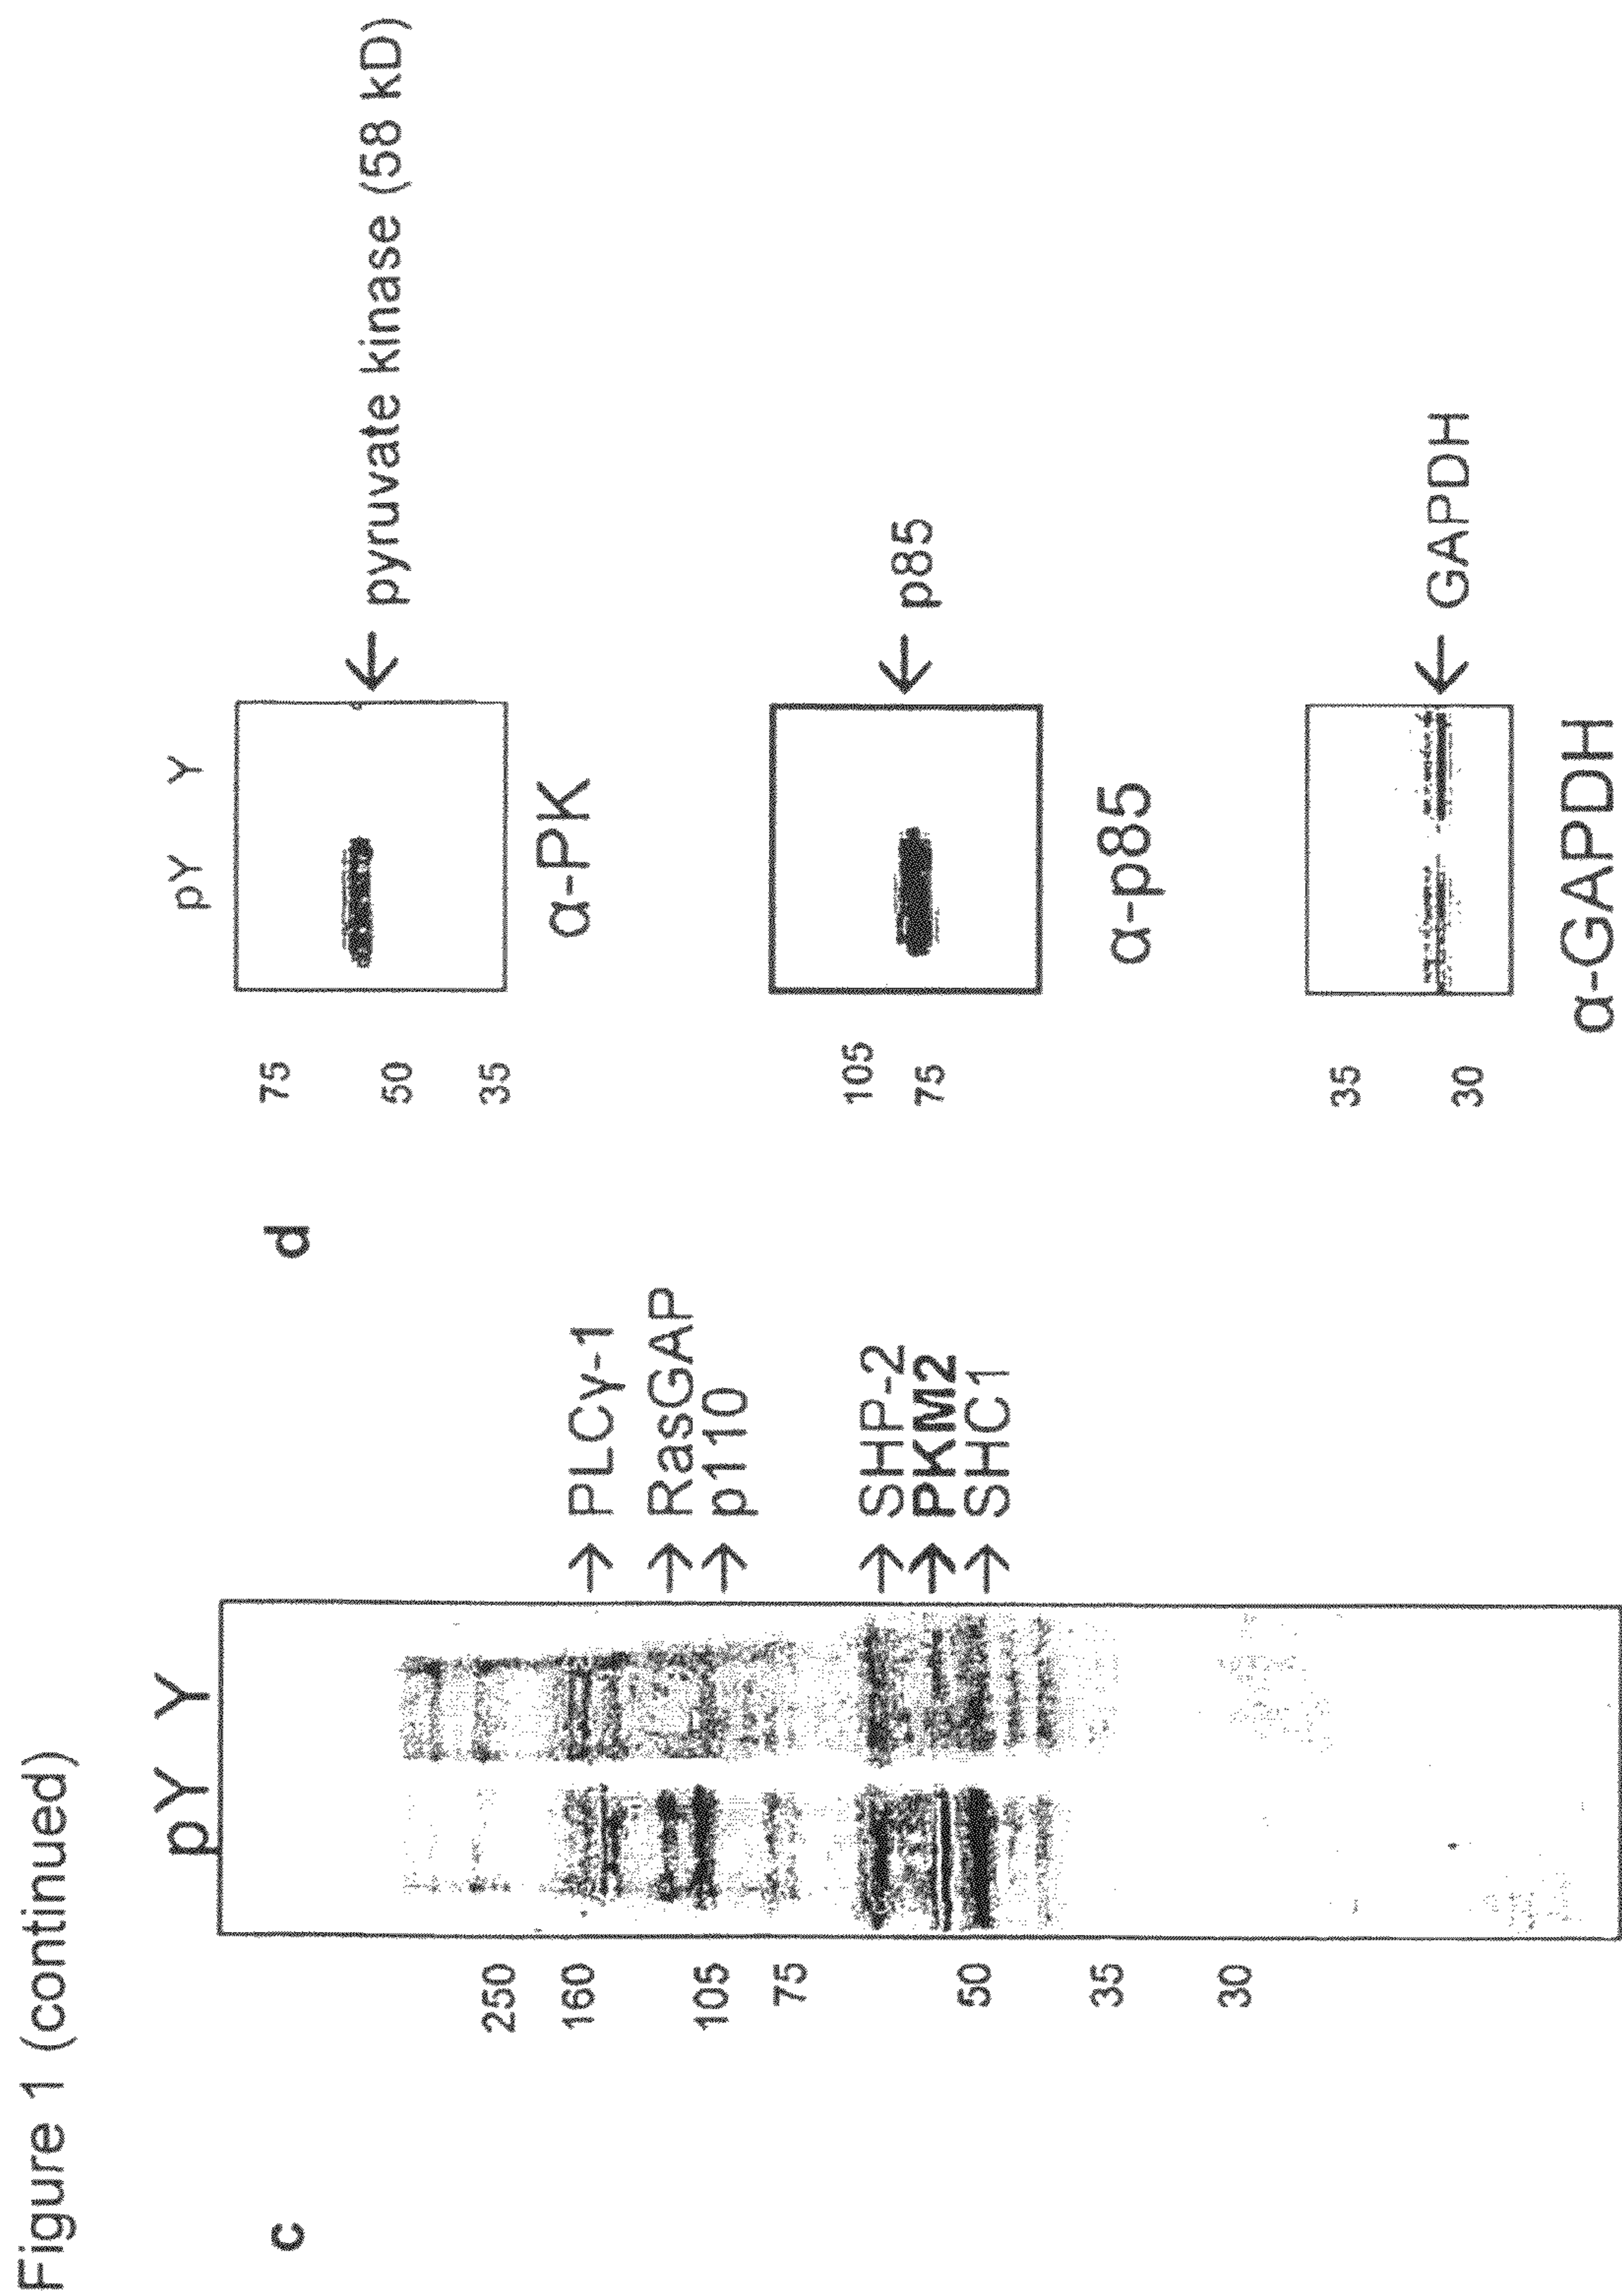 Figure 1 (continued)
c
pY Y
250
160
105
75
50
35
30
PLCγ-1
RasGAP
p110
SHP-2
PKM2
SHC1
d
pY Y
75
50
35
pyruvate kinase (58 kD)
α-PK
105
75
p85
α-p85
35
30
GAPDH
α-GAPDH